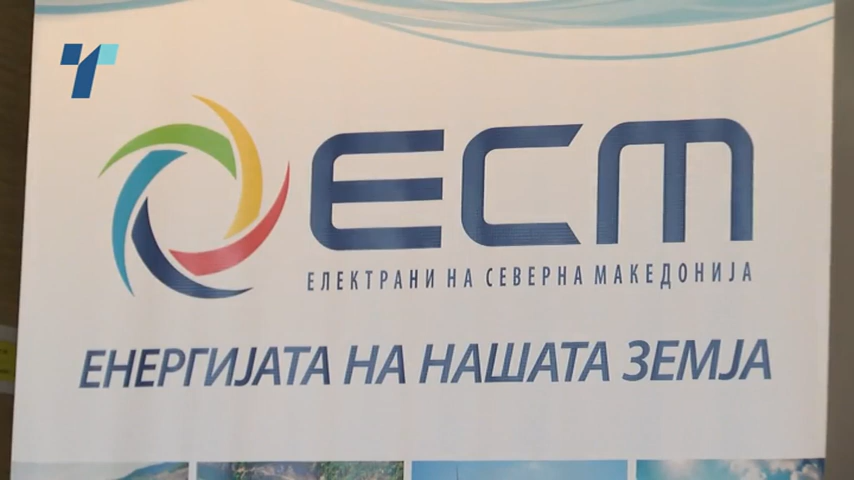 ЕСМ
ЕЛЕКТРАНИ НА СЕВЕРНА МАКЕДОНИЈА
ЕНЕРГИЈАТА НА НАШАТА ЗЕМЈА